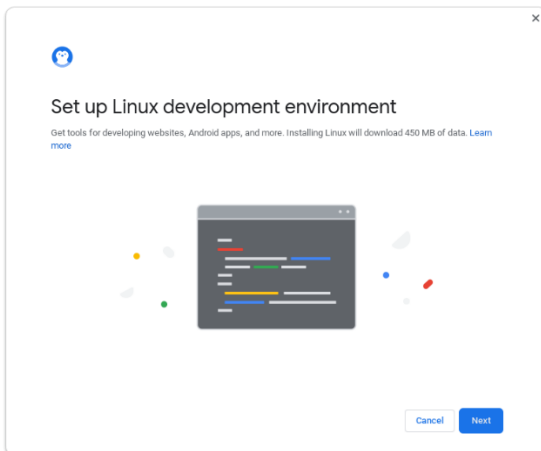 Set up Linux development environment
Get tools for developing websites, Android apps, and more. Installing Linux will download 450 MB of data. Learn
more
Cancel
Next